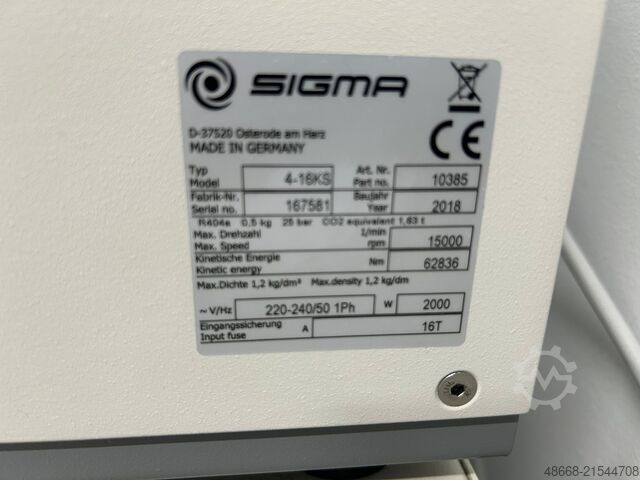 SIGMA
D-37520 Osterode am Harz
MADE IN GERMANY
Typ Art. Nr.
Model 4-16KS Part no. 10385
Fabrik-Nr. Baujahr
Serial no. 167581 Year 2018
R404a 0,5 kg 25 bar CO2 equivalent 1,63 t
Max. Drehzahl 1/min
Max. Speed rpm 15000
Kinetische Energie
Kinetic energy Nm 62836
Max.Dichte 1,2 kg/dm³ Max.density 1,2 kg/dm
~ V/Hz 220-240/50 1Ph W 2000
Eingangssicherung
Input fuse A 16T
CE
48668-21544708